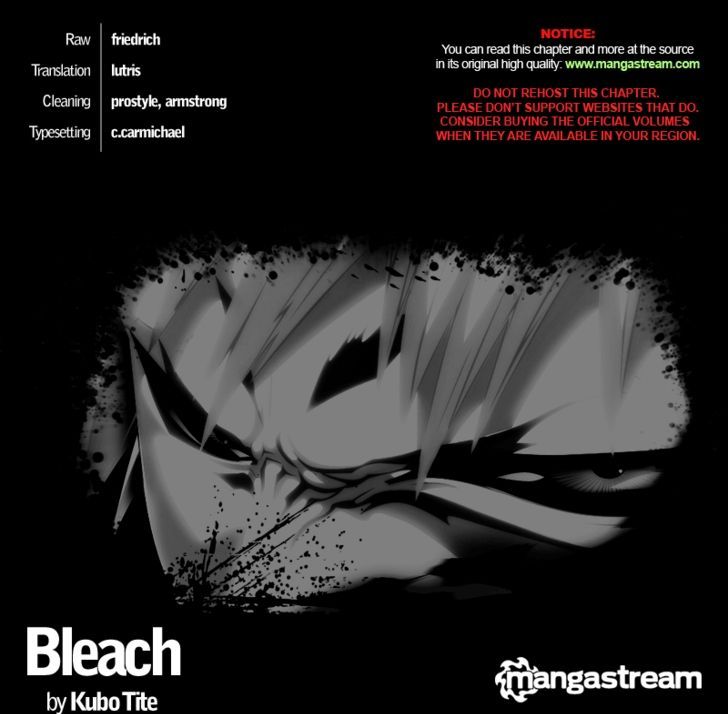 Raw friedrich
Translation lutris
Cleaning prostyle, armstrong
Typesetting c.carmichael
NOTICE:
You can read this chapter and more at the source
in its original high quality: www.mangastream.com
DO NOT REHOST THIS CHAPTER.
PLEASE DON'T SUPPORT WEBSITES THAT DO.
CONSIDER BUYING THE OFFICIAL VOLUMES
WHEN THEY ARE AVAILABLE IN YOUR REGION.
Bleach
by Kubo Tite
mangastream